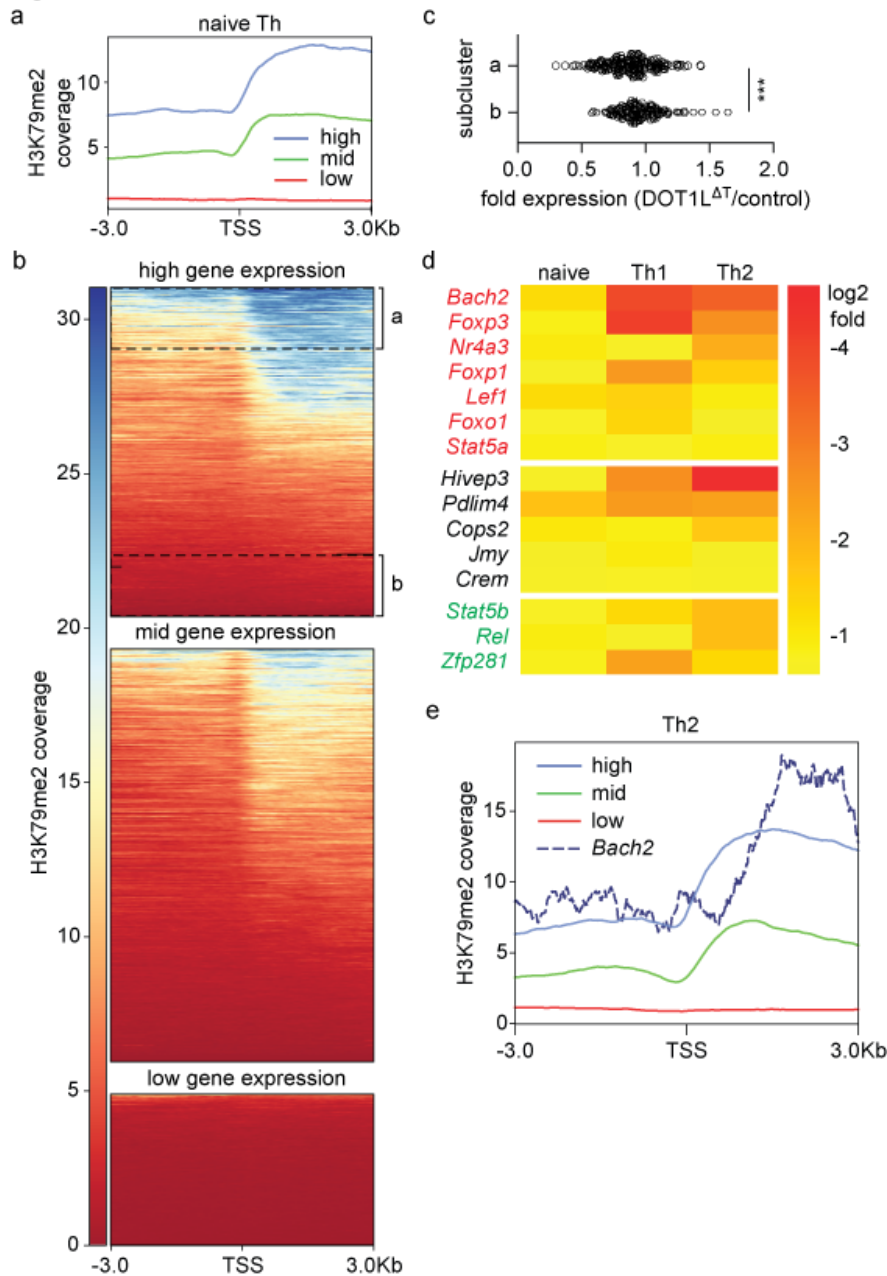 a
naive Th
H3K79me2
coverage
10
5
high
mid
low
-3.0
TSS
3.0Kb
b
high gene expression
a
b
mid gene expression
low gene expression
H3K79me2 coverage
30
25
20
15
10
5
0
-3.0
TSS
3.0Kb
c
subcluster
a
b
***
0.0
0.5
1.0
1.5
2.0
fold expression (DOT1L^ΔT/control)
d
naive
Th1
Th2
Bach2
Foxp3
Nr4a3
Foxp1
Lef1
Foxo1
Stat5a
Hivep3
Pdlim4
Cops2
Jmy
Crem
Stat5b
Rel
Zfp281
log2
fold
-4
-3
-2
-1
e
Th2
H3K79me2 coverage
15
10
5
0
high
mid
low
Bach2
-3.0
TSS
3.0Kb